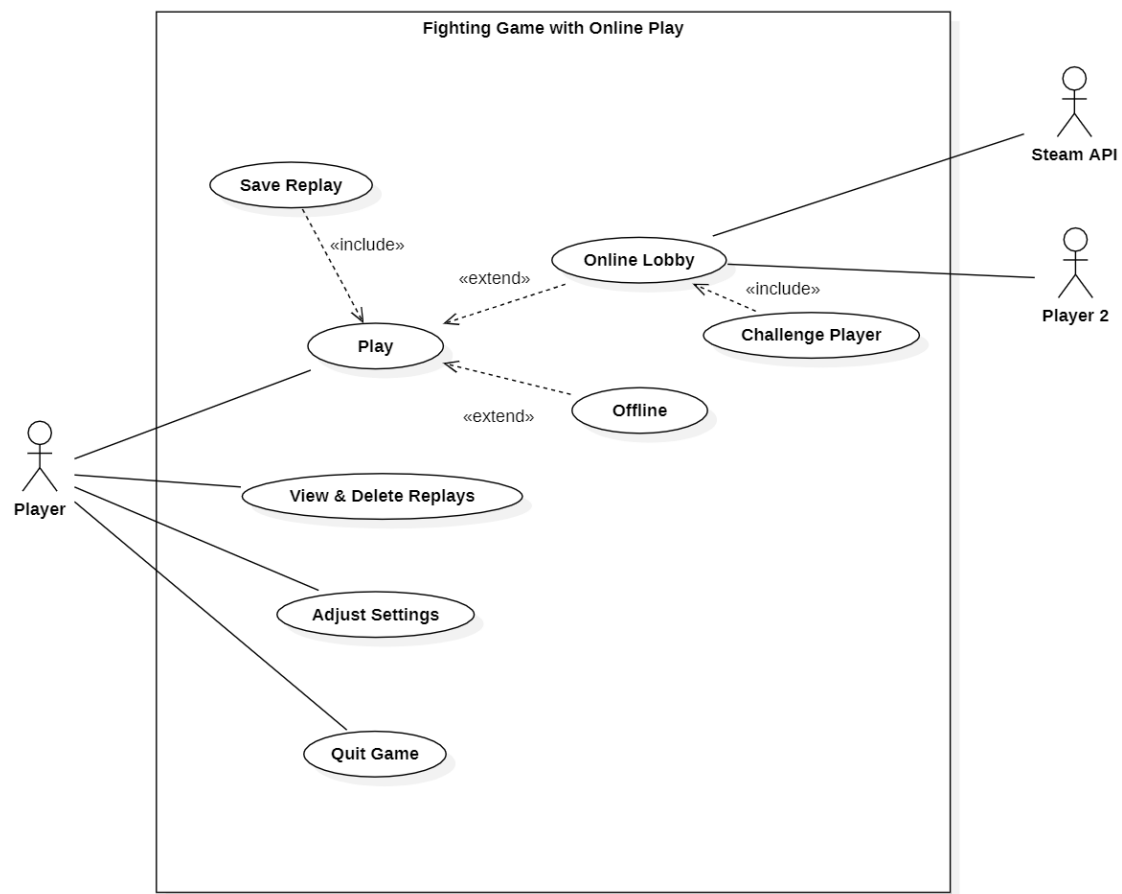 Fighting Game with Online Play
Steam API
Save Replay
«include»
Online Lobby
«extend»
«include»
Player 2
Challenge Player
Play
Offline
«extend»
View & Delete Replays
Player
Adjust Settings
Quit Game